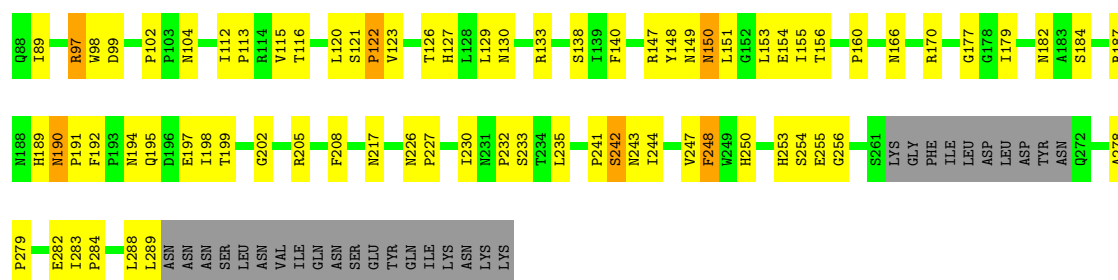 Q88 I89 R97 W98 D99 P102 P103 N104 I112 P113 R114 V115 T116 L120 S121 P122 V123 T126 H127 L128 L129 N130 R133 S138 I139 F140 R147 Y148 N149 N150 L151 G152 L153 E154 I155 T156 P160 N166 R170 G177 G178 I179 N182 A183 S184
N188 H189 N190 P191 F192 P193 N194 Q195 D196 E197 I198 T199 G202 R205 F208 N217 N226 P227 I230 N231 P232 S233 T234 L235 P241 S242 N243 I244 V247 F248 W249 H250 H253 S254 E255 G256 S261 LYS GLY PHE ILE LEU ASP LEU ASP TYR ASN Q272
P279 E282 I283 P284 L288 L289 ASN ASN ASN SER LEU ASN VAL ILE GLN ASN SER GLU TYR GLN ILE LYS ASN LYS LYS